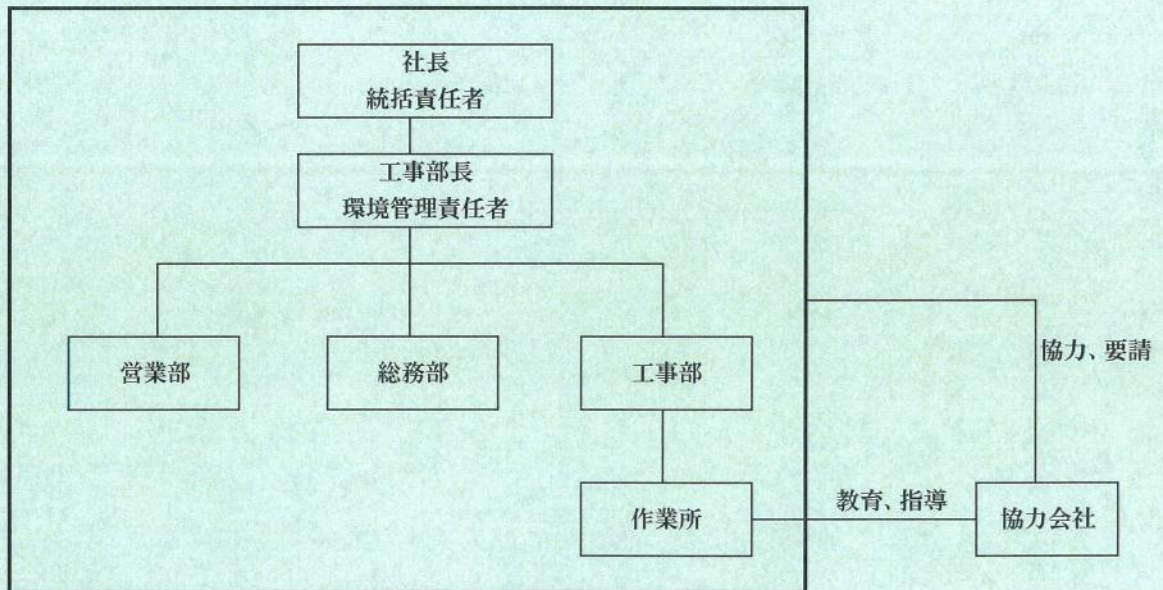 社長
統括責任者
工事部長
環境管理責任者
営業部
総務部
工事部
協力、要請
作業所
教育、指導
協力会社